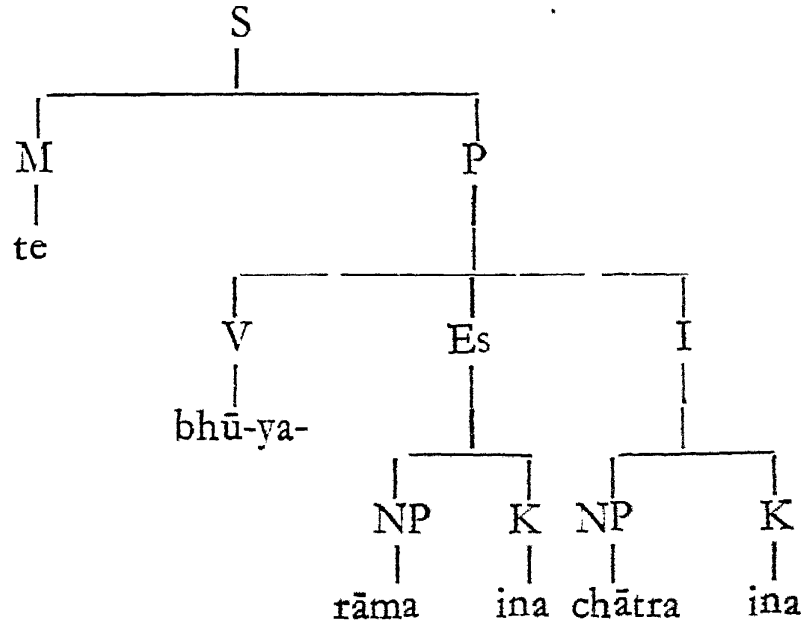 S
M P
te
V Es I
bhū-ya-
NP K NP K
rāma ina chātra ina